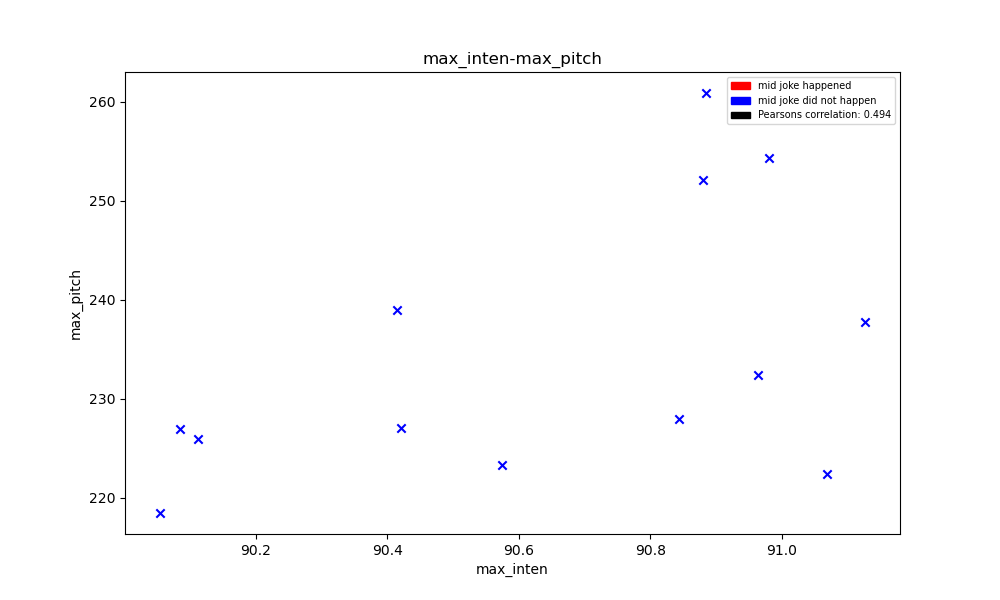 max_inten-max_pitch
mid joke happened
mid joke did not happen
Pearsons correlation: 0.494
260
250
240
230
220
max_pitch
90.2
90.4
90.6
90.8
91.0
max_inten